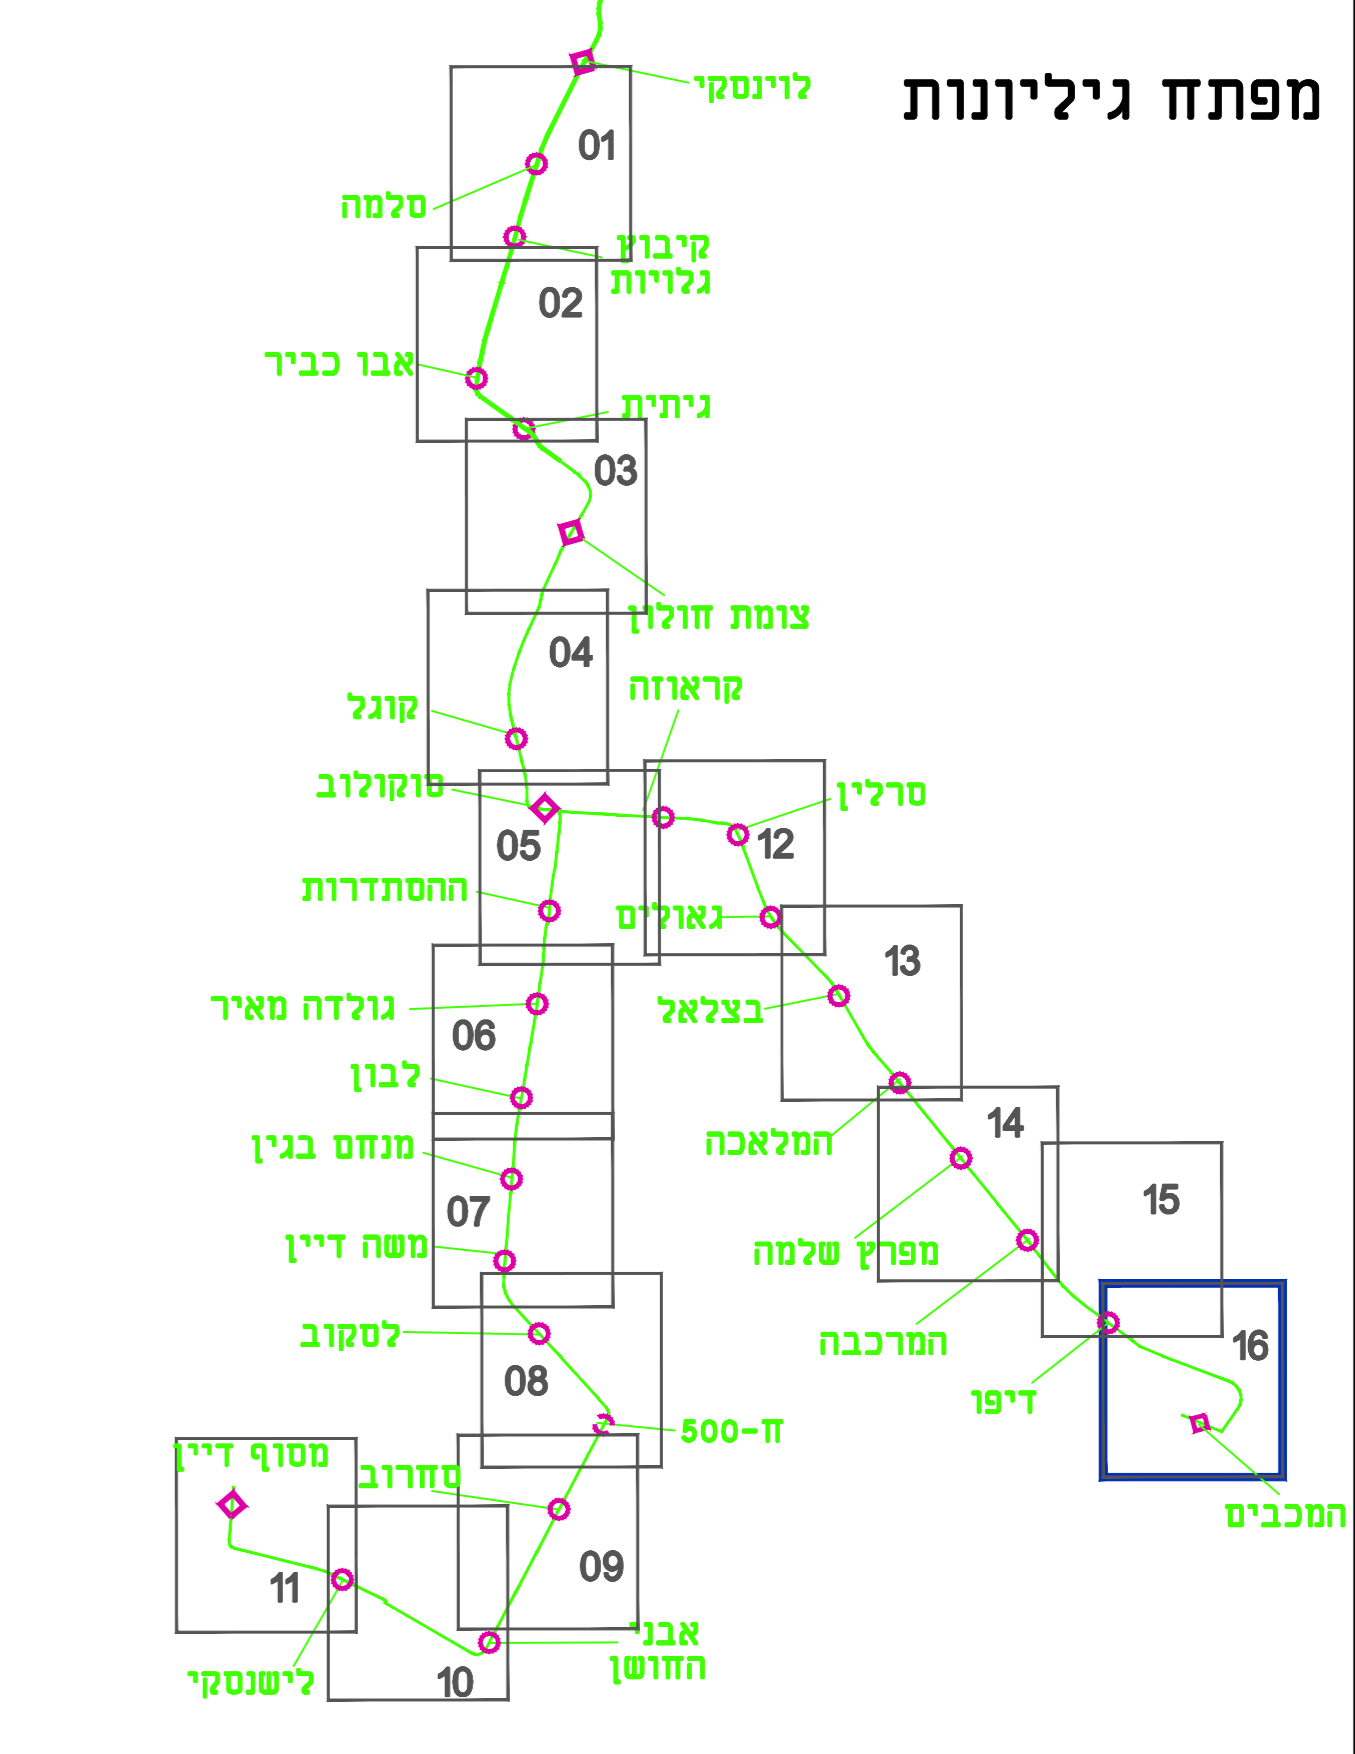 מפתח גיליונות
לוינסקי
01
סלמה
קיבוץ
גלויות
02
אבו כביר
גיתית
03
צומת חולון
04
קראוזה
קוגל
סוקולוב
סרלין
05
12
ההסתדרות
גאולים
13
גולדה מאיר
בצלאל
06
לבון
14
המלאכה
מנחם בגין
15
07
משה דיין
מפרץ שלמה
לסקוב
המרכבה
16
08
דיפו
ח-500
מסוף דיין
סחרוב
המכבים
09
11
אבני
החושן
לישנסקי
10